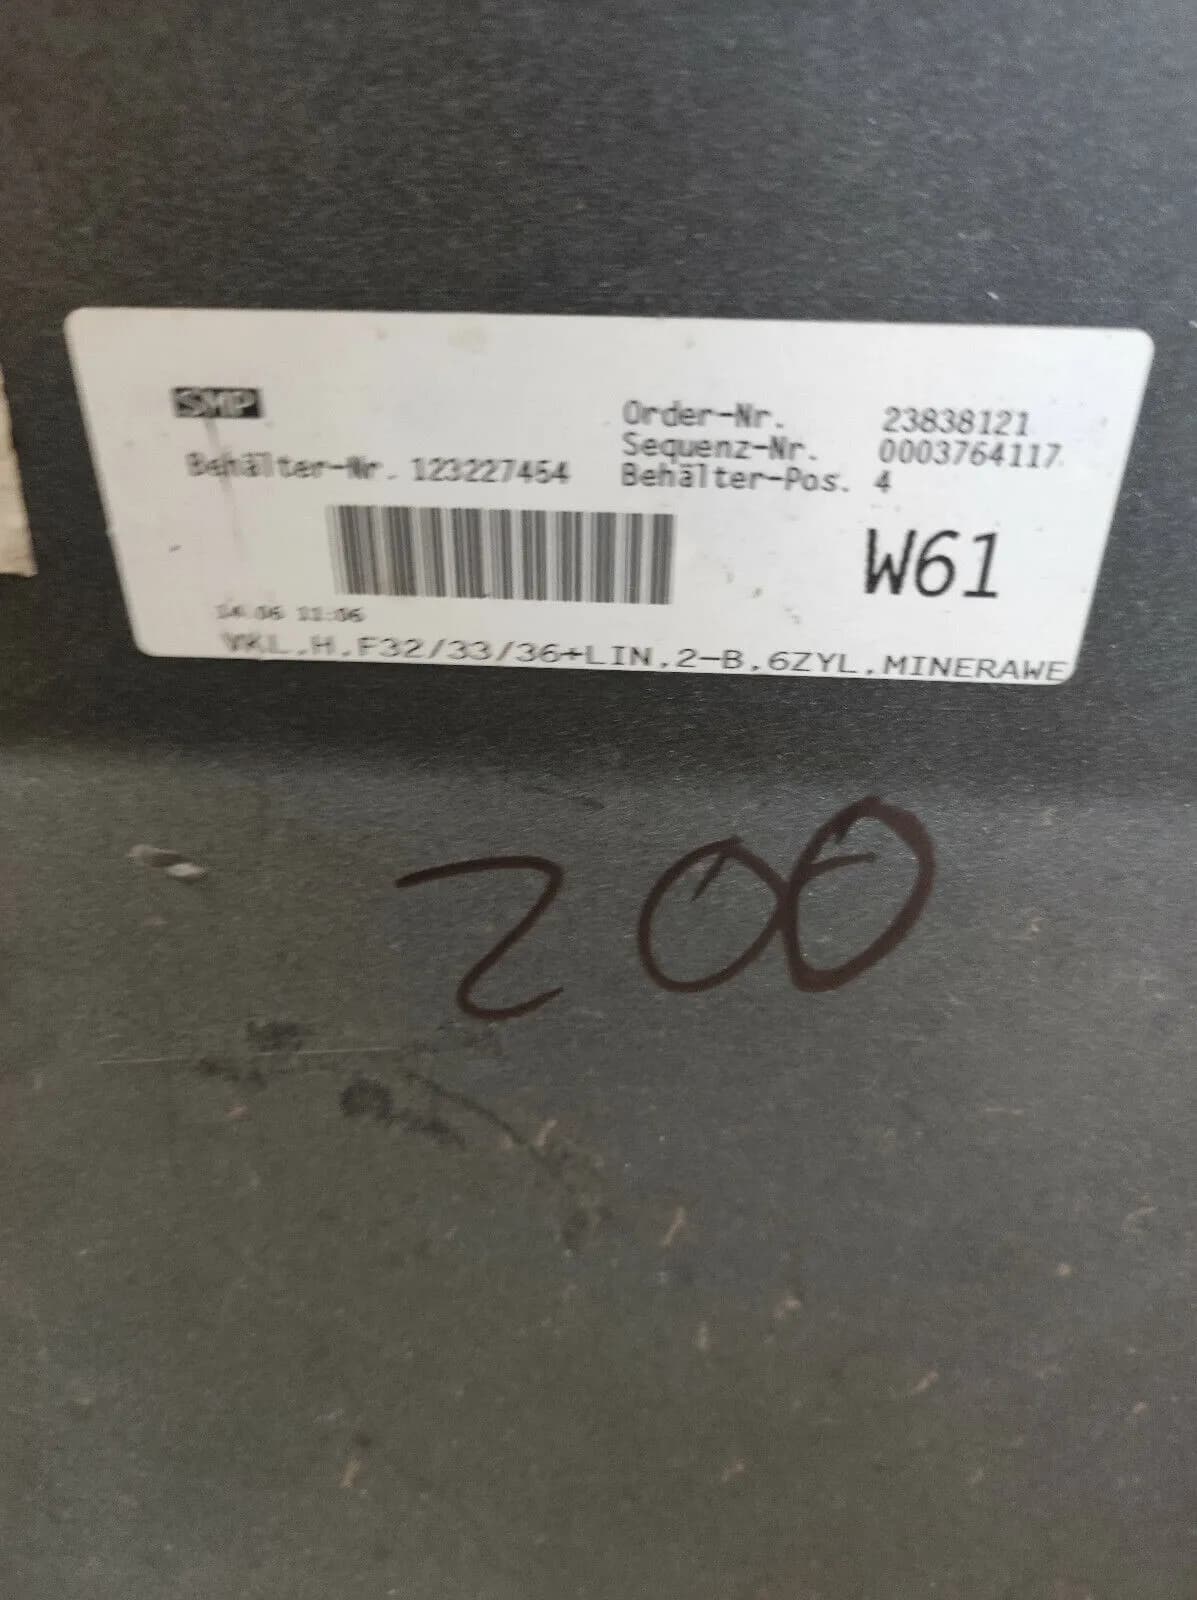 SMP
Order-Nr. 23838121
Sequenz-Nr. 0003764117
Behälter-Nr. 123227454
Behälter-Pos. 4
W61
14.06 11:06
VKL.H.F32/33/36+LIN.2-B.6ZYL.MINERAWE
200